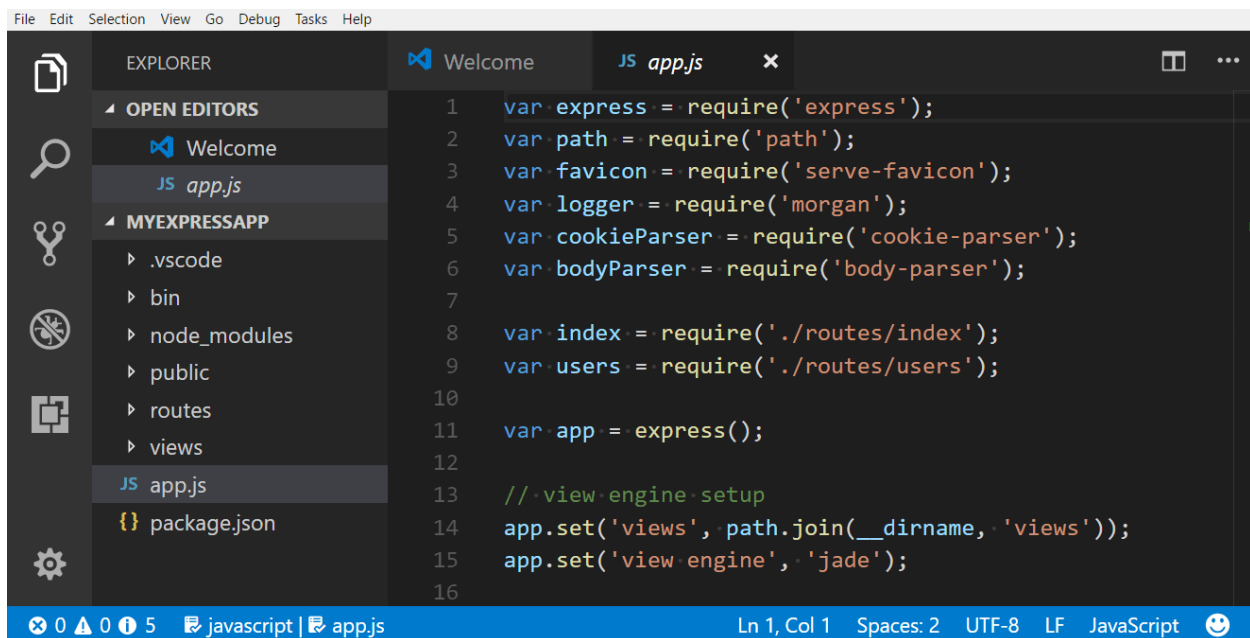 File Edit Selection View Go Debug Tasks Help
EXPLORER
OPEN EDITORS
Welcome
JS app.js
MYEXPRESSAPP
.vscode
bin
node_modules
public
routes
views
JS app.js
{} package.json
Welcome JS app.js
1 var express = require('express');
2 var path = require('path');
3 var favicon = require('serve-favicon');
4 var logger = require('morgan');
5 var cookieParser = require('cookie-parser');
6 var bodyParser = require('body-parser');
7
8 var index = require('./routes/index');
9 var users = require('./routes/users');
10
11 var app = express();
12
13 // view engine setup
14 app.set('views', path.join(__dirname, 'views'));
15 app.set('view engine', 'jade');
16
0 0 5 javascript | app.js Ln 1, Col 1 Spaces: 2 UTF-8 LF JavaScript